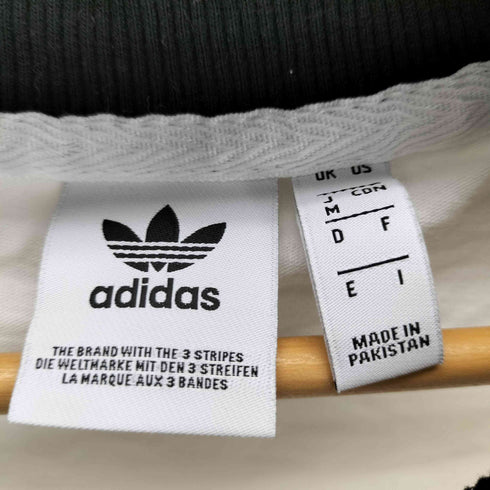 adidas
THE BRAND WITH THE 3 STRIPES
DIE WELTMARKE MIT DEN 3 STREIFEN
LA MARQUE AUX 3 BANDES
UK US
J CDN
M
D F
E I
MADE IN
PAKISTAN